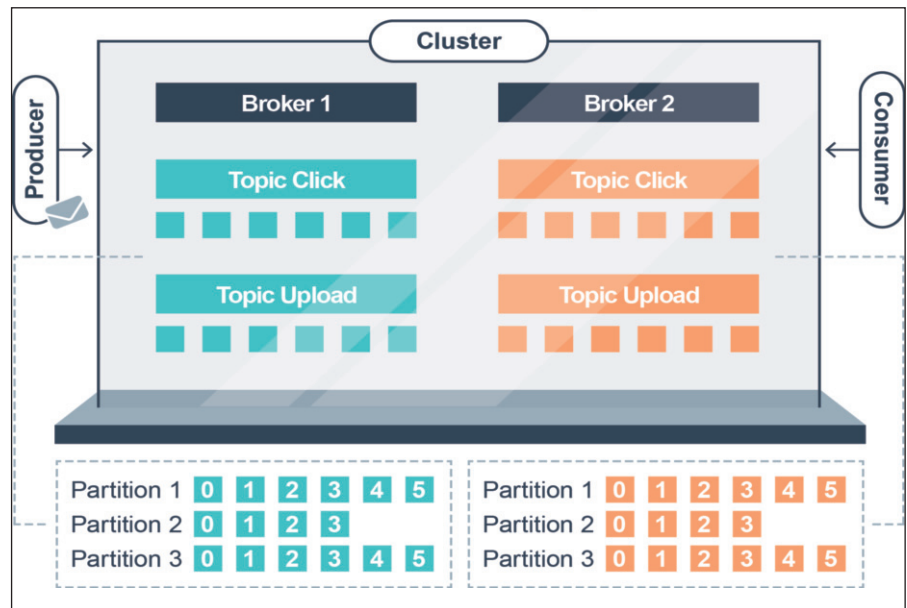 Cluster
Producer
Consumer
Broker 1
Broker 2
Topic Click
Topic Click
Topic Upload
Topic Upload
Partition 1 0 1 2 3 4 5
Partition 2 0 1 2 3
Partition 3 0 1 2 3 4 5
Partition 1 0 1 2 3 4 5
Partition 2 0 1 2 3
Partition 3 0 1 2 3 4 5